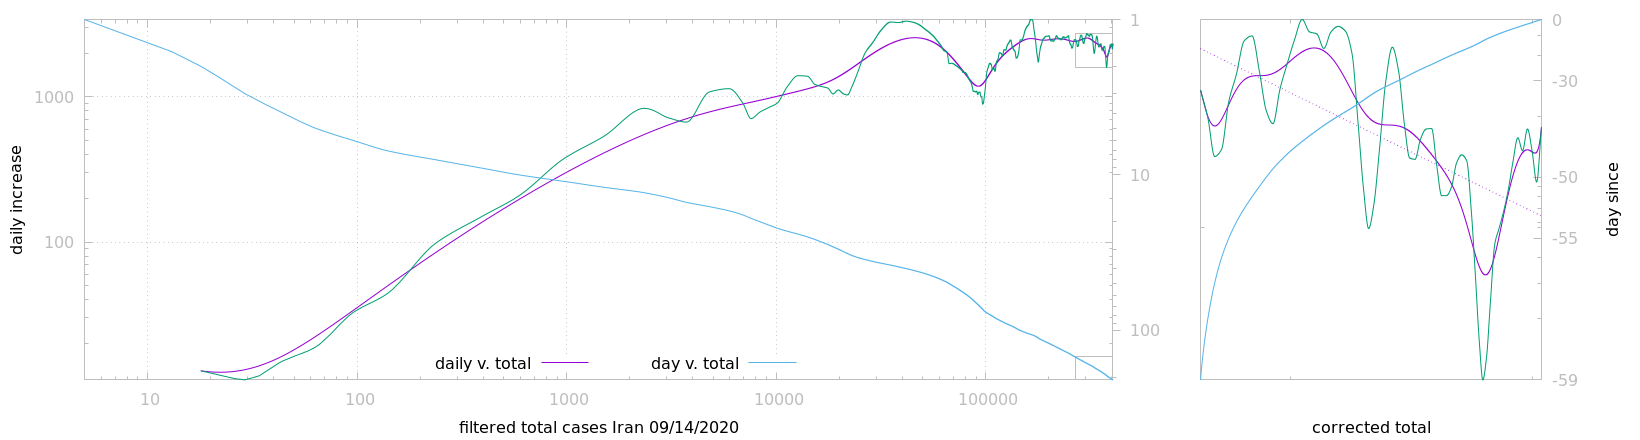 1000
100
daily increase
10
100
1000
10000
100000
filtered total cases Iran 09/14/2020
daily v. total
day v. total
1
10
100
0
-30
-50
-55
-59
day since
corrected total